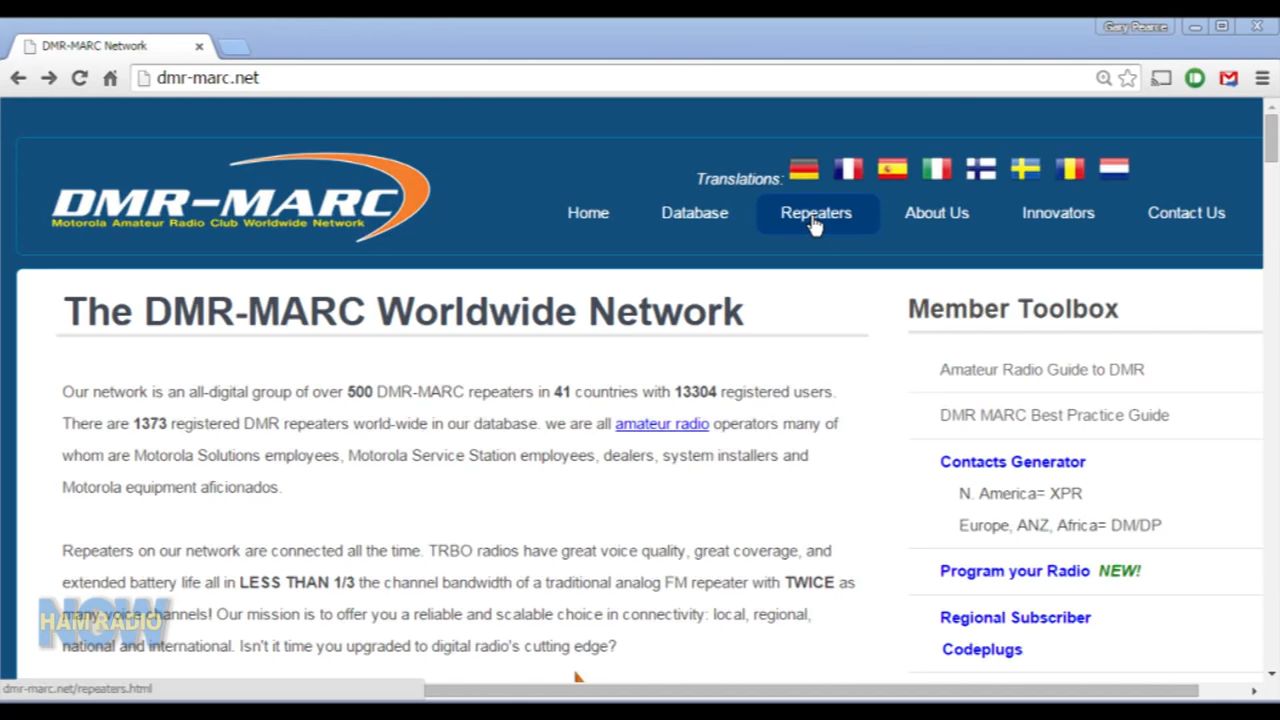 Gary Pearce
DMR-MARC Network
dmr-marc.net
Translations:
DMR-MARC
Motorola Amateur Radio Club Worldwide Network
Home Database Repeaters About Us Innovators Contact Us
The DMR-MARC Worldwide Network
Our network is an all-digital group of over 500 DMR-MARC repeaters in 41 countries with 13304 registered users.
There are 1373 registered DMR repeaters world-wide in our database. we are all amateur radio operators many of
whom are Motorola Solutions employees, Motorola Service Station employees, dealers, system installers and
Motorola equipment aficionados.
Repeaters on our network are connected all the time. TRBO radios have great voice quality, great coverage, and
extended battery life all in LESS THAN 1/3 the channel bandwidth of a traditional analog FM repeater with TWICE as
many voice channels! Our mission is to offer you a reliable and scalable choice in connectivity: local, regional,
national and international. Isn't it time you upgraded to digital radio's cutting edge?
Member Toolbox
Amateur Radio Guide to DMR
DMR MARC Best Practice Guide
Contacts Generator
N. America= XPR
Europe, ANZ, Africa= DM/DP
Program your Radio NEW!
Regional Subscriber
Codeplugs
HAM RADIO
NOW
dmr-marc.net/repeaters.html